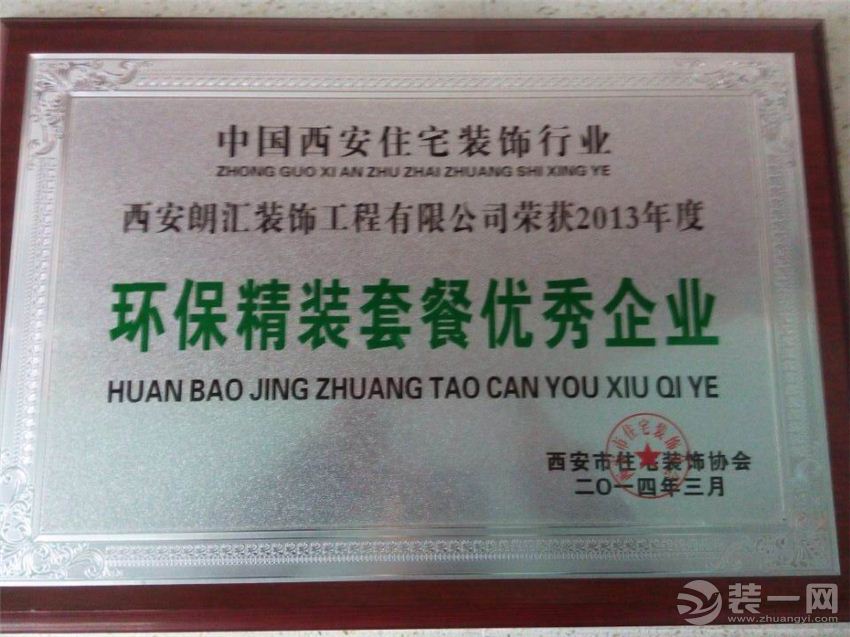 中国西安住宅装饰行业
ZHONG GUO XI AN ZHU ZHAI ZHUANG SHI XING YE
西安朗汇装饰工程有限公司荣获2013年度
环保精装套餐优秀企业
HUAN BAO JING ZHUANG TAO CAN YOU XIU QI YE
西安市住宅装饰协会
二〇一四年三月
装一网
www.zhuangyi.com